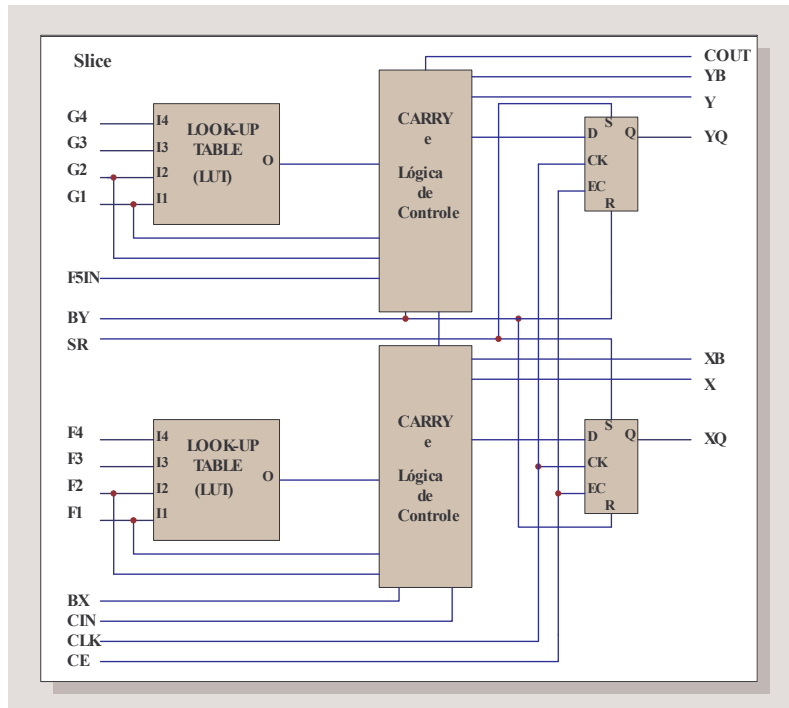 Slice
COUT
YB
Y
YQ
G4
G3
G2
G1
I4
I3
I2
I1
LOOK-UP
TABLE
(LUT)
O
CARRY
e
Lógica
de
Controle
S
D
Q
CK
EC
R
F5IN
BY
SR
XB
X
XQ
F4
F3
F2
F1
I4
I3
I2
I1
LOOK-UP
TABLE
(LUT)
O
CARRY
e
Lógica
de
Controle
S
D
Q
CK
EC
R
BX
CIN
CLK
CE